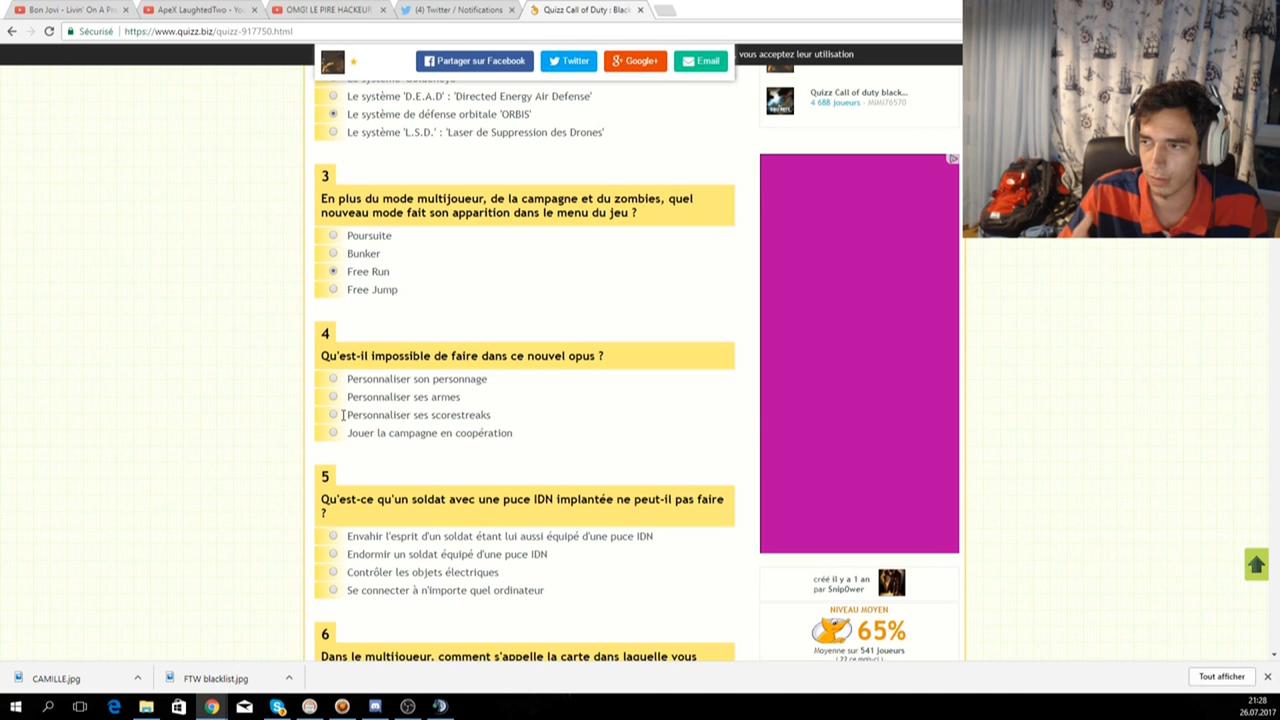 Bon Jovi - Livin' On A Pr
ApeX LaughtedTwo - Yo
OMG! LE PIRE HACKEUR
(4) Twitter / Notifications
Quizz Call of Duty : Black
Sécurisé
https://www.quizz.biz/quizz-917750.html
Partager sur Facebook
Twitter
Google+
Email
vous acceptez leur utilisation
Le système 'D.E.A.D' : 'Directed Energy Air Defense'
Le système de défense orbitale 'ORBIS'
Le système 'L.S.D.' : 'Laser de Suppression des Drones'
3
En plus du mode multijoueur, de la campagne et du zombies, quel
nouveau mode fait son apparition dans le menu du jeu ?
Poursuite
Bunker
Free Run
Free Jump
4
Qu'est-il impossible de faire dans ce nouvel opus ?
Personnaliser son personnage
Personnaliser ses armes
Personnaliser ses scorestreaks
Jouer la campagne en coopération
5
Qu'est-ce qu'un soldat avec une puce IDN implantée ne peut-il pas faire
?
Envahir l'esprit d'un soldat étant lui aussi équipé d'une puce IDN
Endormir un soldat équipé d'une puce IDN
Contrôler les objets électriques
Se connecter à n'importe quel ordinateur
6
Dans le multijoueur, comment s'appelle la carte dans laquelle vous
Quizz Call of duty black...
4 688 joueurs - MIMI76570
créé il y a 1 an
par Snip0wer
NIVEAU MOYEN
65%
Moyenne sur 541 joueurs
CAMILLE.jpg
FTW blacklist.jpg
Tout afficher
21:28
26.07.2017